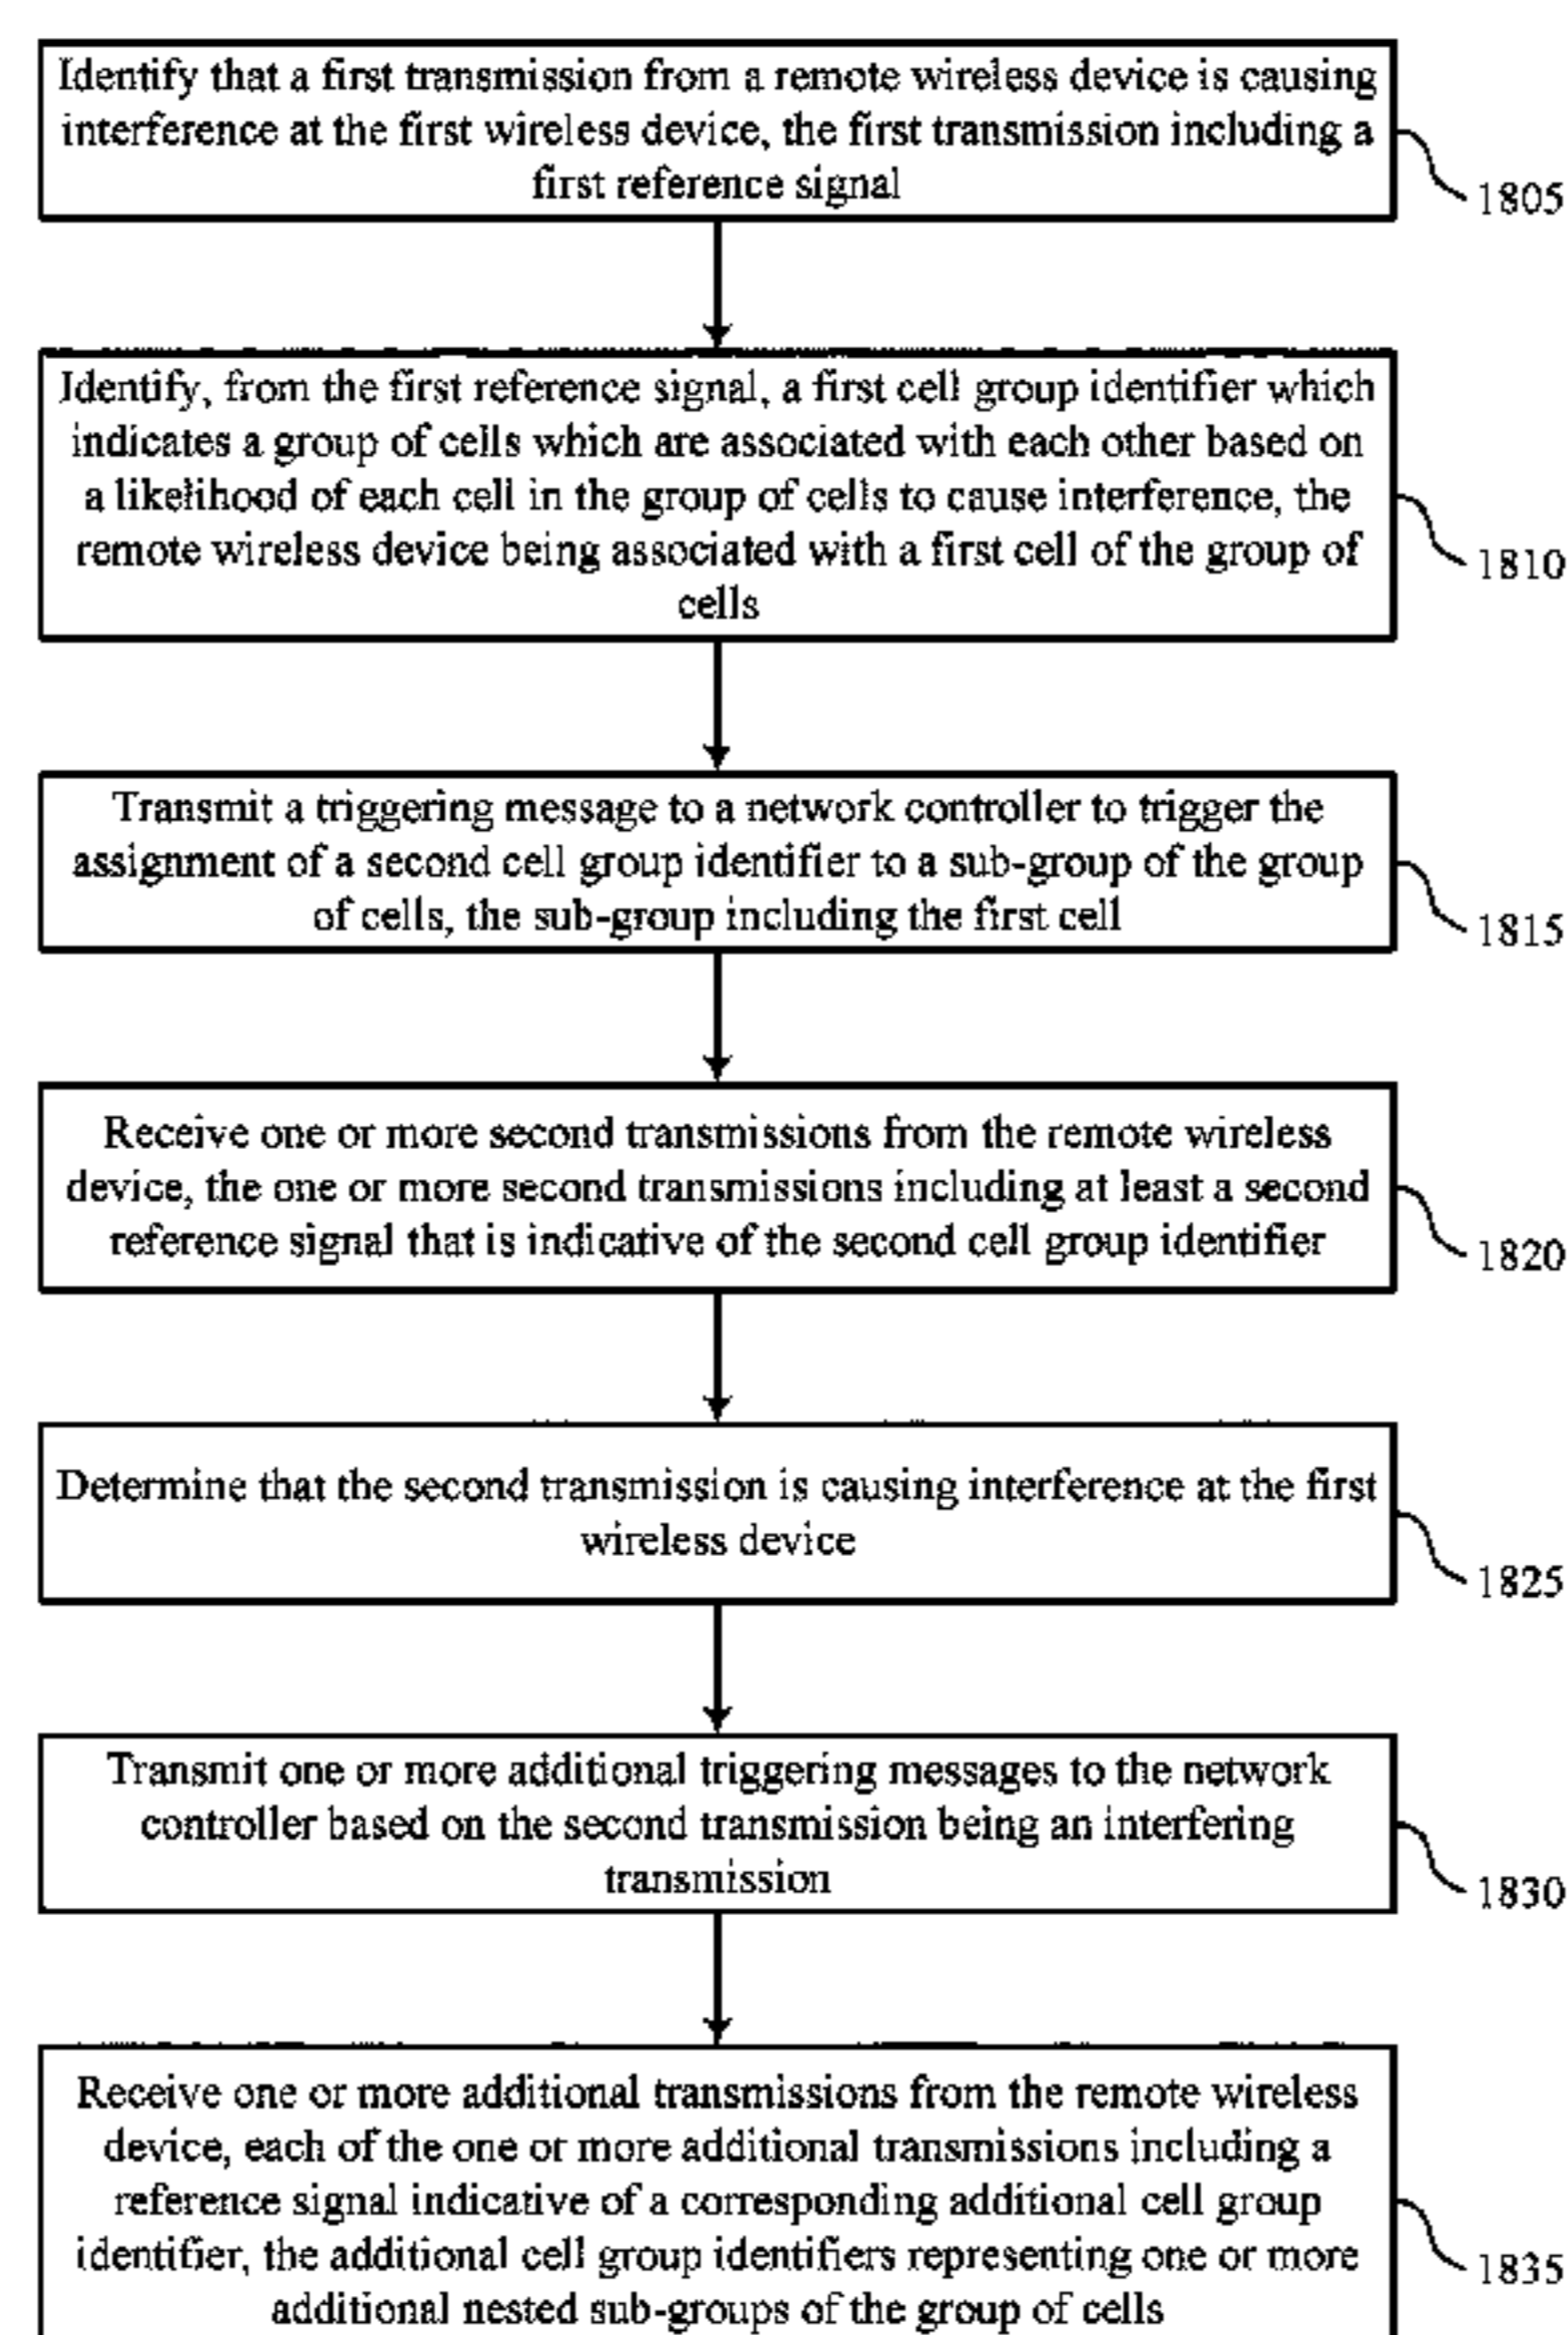 Identify that a first transmission from a remote wireless device is causing
interference at the first wireless device, the first transmission including a
first reference signal
1805
Identify, from the first reference signal, a first cell group identifier which
indicates a group of cells which are associated with each other based on
a likelihood of each cell in the group of cells to cause interference, the
remote wireless device being associated with a first cell of the group of
cells
1810
Transmit a triggering message to a network controller to trigger the
assignment of a second cell group identifier to a sub-group of the group
of cells, the sub-group including the first cell
1815
Receive one or more second transmissions from the remote wireless
device, the one or more second transmissions including at least a second
reference signal that is indicative of the second cell group identifier
1820
Determine that the second transmission is causing interference at the first
wireless device
1825
Transmit one or more additional triggering messages to the network
controller based on the second transmission being an interfering
transmission
1830
Receive one or more additional transmissions from the remote wireless
device, each of the one or more additional transmissions including a
reference signal indicative of a corresponding additional cell group
identifier, the additional cell group identifiers representing one or more
additional nested sub-groups of the group of cells
1835